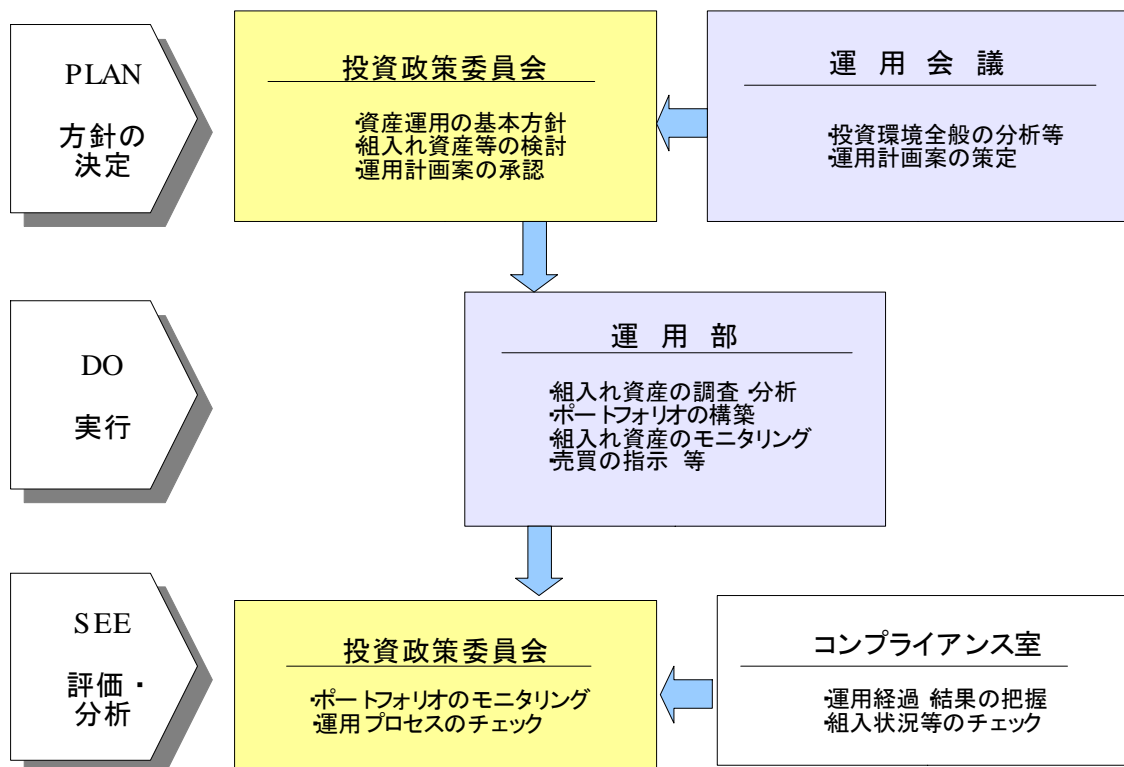 PLAN
方針の
決定
投資政策委員会
・資産運用の基本方針
・組入れ資産等の検討
・運用計画案の承認
運 用 会 議
・投資環境全般の分析等
・運用計画案の策定
DO
実行
運 用 部
・組入れ資産の調査・分析
・ポートフォリオの構築
・組入れ資産のモニタリング
・売買の指示 等
SEE
評価・
分析
投資政策委員会
・ポートフォリオのモニタリング
・運用プロセスのチェック
コンプライアンス室
・運用経過・結果の把握
・組入状況等のチェック